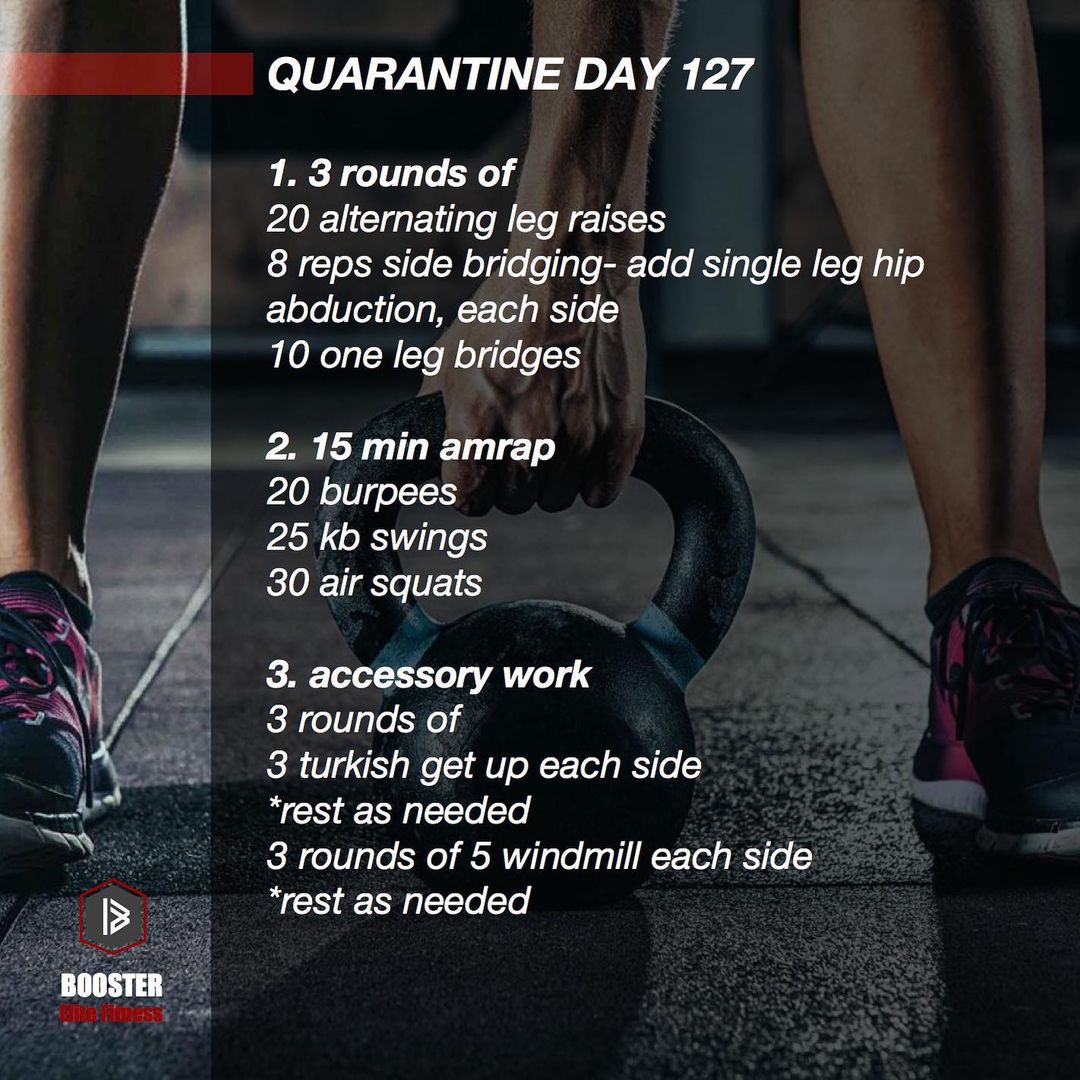 QUARANTINE DAY 127
1. 3 rounds of
20 alternating leg raises
8 reps side bridging- add single leg hip
abduction, each side
10 one leg bridges
2. 15 min amrap
20 burpees
25 kb swings
30 air squats
3. accessory work
3 rounds of
3 turkish get up each side
*rest as needed
3 rounds of 5 windmill each side
*rest as needed
BOOSTER
Elite Fitness